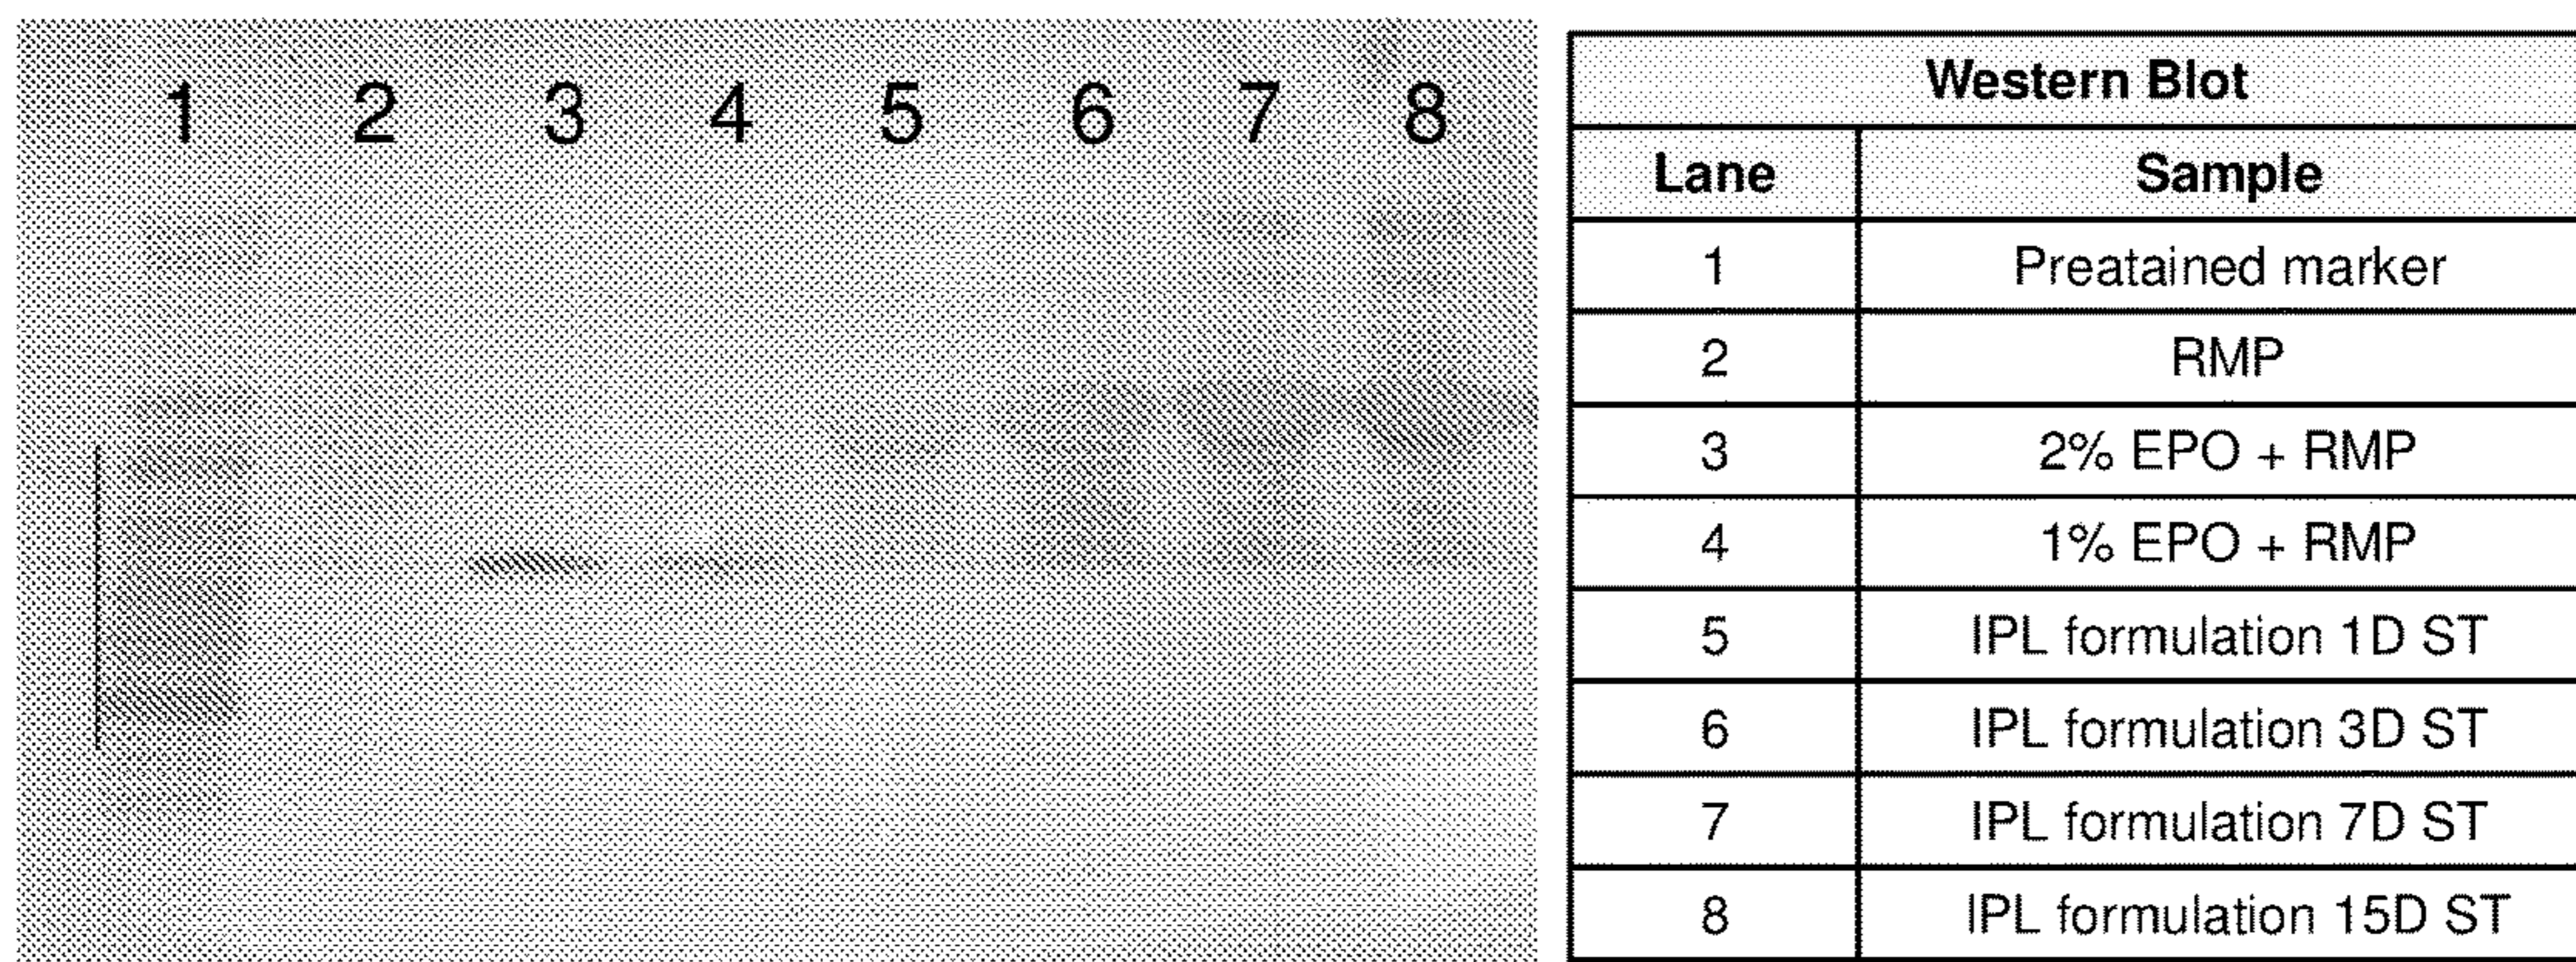 1 2 3 4 5 6 7 8
Western Blot
Lane Sample
1 Preatained marker
2 RMP
3 2% EPO + RMP
4 1% EPO + RMP
5 IPL formulation 1D ST
6 IPL formulation 3D ST
7 IPL formulation 7D ST
8 IPL formulation 15D ST